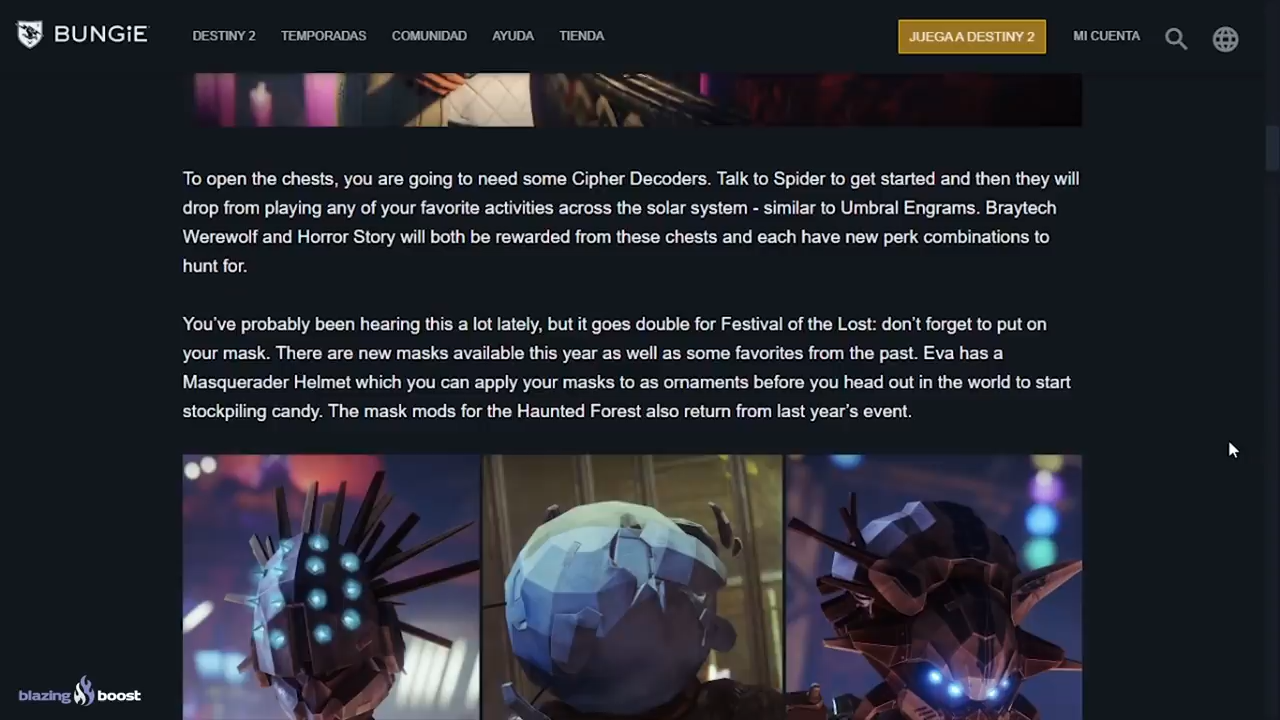 BUNGiE
DESTINY 2 TEMPORADAS COMUNIDAD AYUDA TIENDA JUEGA A DESTINY 2 MI CUENTA
To open the chests, you are going to need some Cipher Decoders. Talk to Spider to get started and then they will
drop from playing any of your favorite activities across the solar system - similar to Umbral Engrams. Braytech
Werewolf and Horror Story will both be rewarded from these chests and each have new perk combinations to
hunt for.
You’ve probably been hearing this a lot lately, but it goes double for Festival of the Lost: don’t forget to put on
your mask. There are new masks available this year as well as some favorites from the past. Eva has a
Masquerader Helmet which you can apply your masks to as ornaments before you head out in the world to start
stockpiling candy. The mask mods for the Haunted Forest also return from last year’s event.
blazing boost